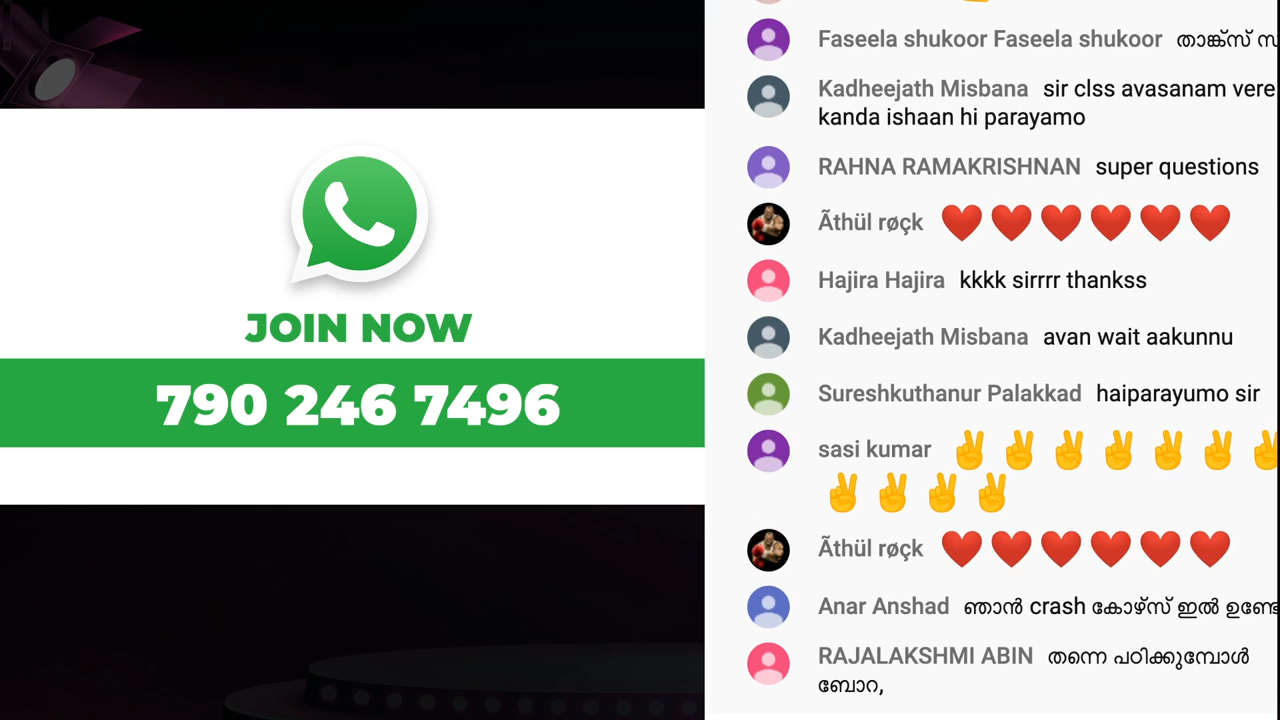 JOIN NOW
790 246 7496
Faseela shukoor Faseela shukoor താങ്ക്സ്
Kadheejath Misbana sir clss avasanam vere
kanda ishaan hi parayamo
RAHNA RAMAKRISHNAN super questions
Ãthül røçk ❤️❤️❤️❤️❤️❤️
Hajira Hajira kkkk sirrrr thankss
Kadheejath Misbana avan wait aakunnu
Sureshkuthanur Palakkad haiparayumo sir
sasi kumar ✌️✌️✌️✌️✌️✌️✌️
✌️✌️✌️✌️
Ãthül røçk ❤️❤️❤️❤️❤️❤️
Anar Anshad ഞാൻ crash കോഴ്സ് ഇൽ
RAJALAKSHMI ABIN തന്നെ പഠിക്കുമ്പോൾ
ബോറ,